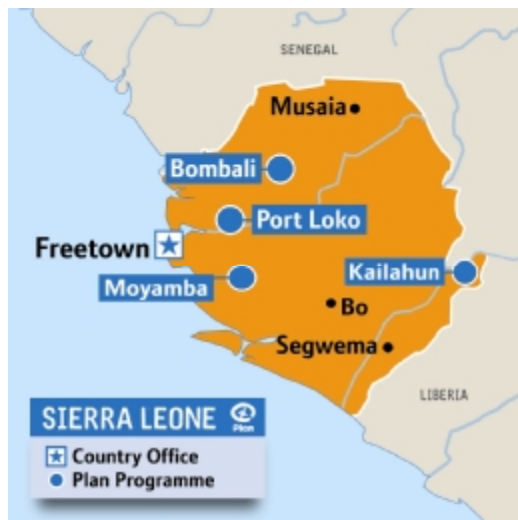 SENEGAL
Musaia
Bombali
Port Loko
Freetown
Kailahun
Moyamba
Bo
Segwema
LIBERIA
SIERRA LEONE Plan
Country Office
Plan Programme